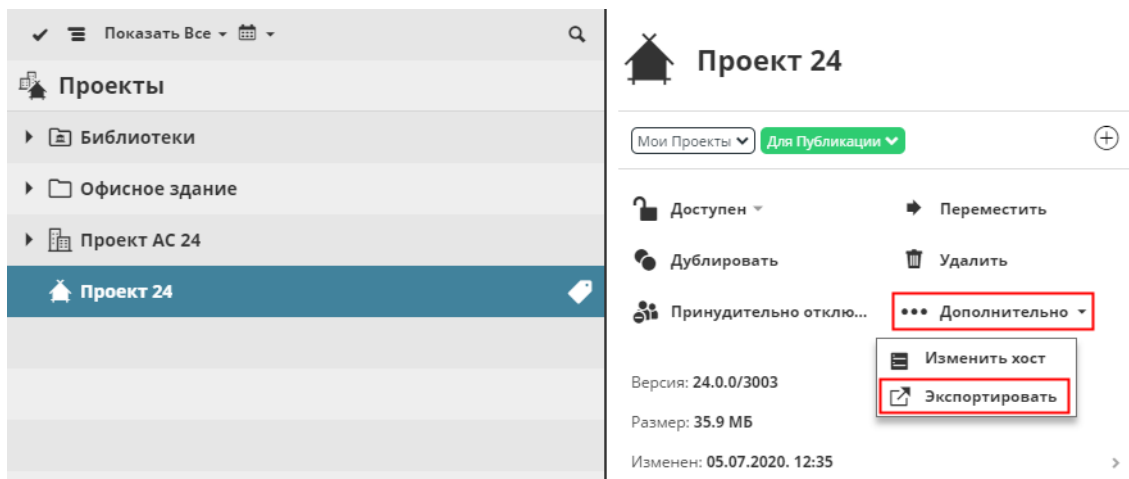 Показать Все
Проекты
Библиотеки
Офисное здание
Проект АС 24
Проект 24
Проект 24
Мои Проекты
Для Публикации
Доступен
Переместить
Дублировать
Удалить
Принудительно отклю...
Дополнительно
Изменить хост
Экспортировать
Версия: 24.0.0/3003
Размер: 35.9 МБ
Изменен: 05.07.2020. 12:35